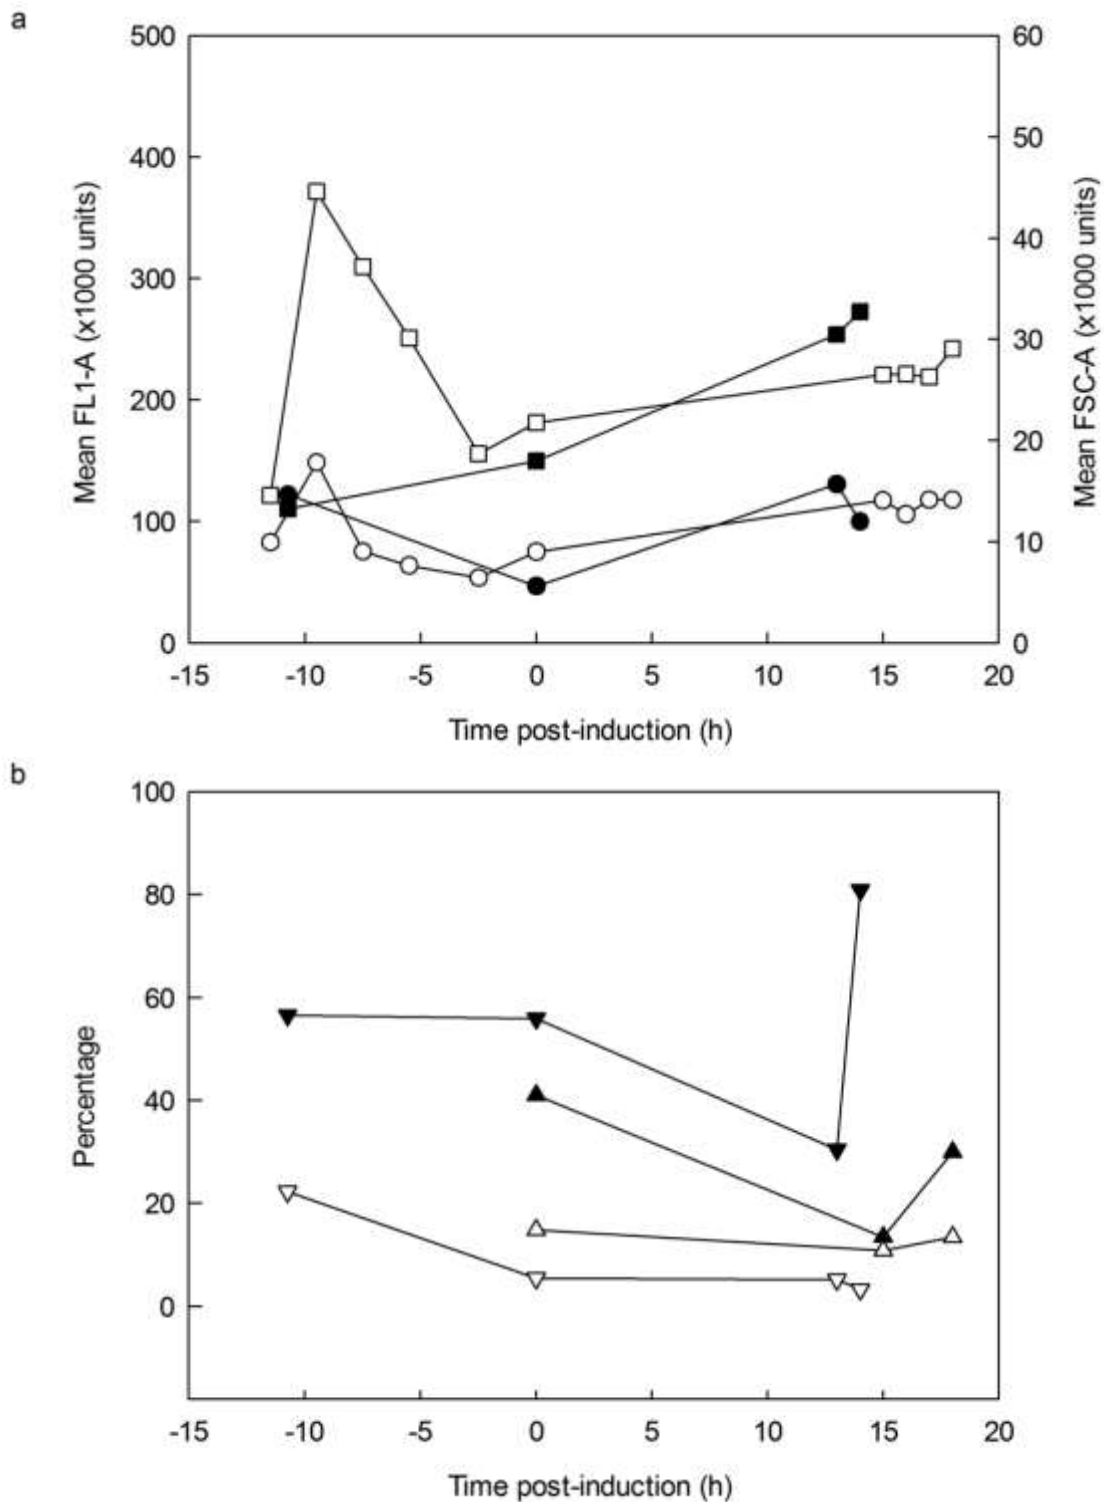 a
500
400
300
200
100
0
Mean FL1-A (x1000 units)
60
50
40
30
20
10
0
Mean FSC-A (x1000 units)
-15 -10 -5 0 5 10 15 20
Time post-induction (h)
b
100
80
60
40
20
0
Percentage
-15 -10 -5 0 5 10 15 20
Time post-induction (h)